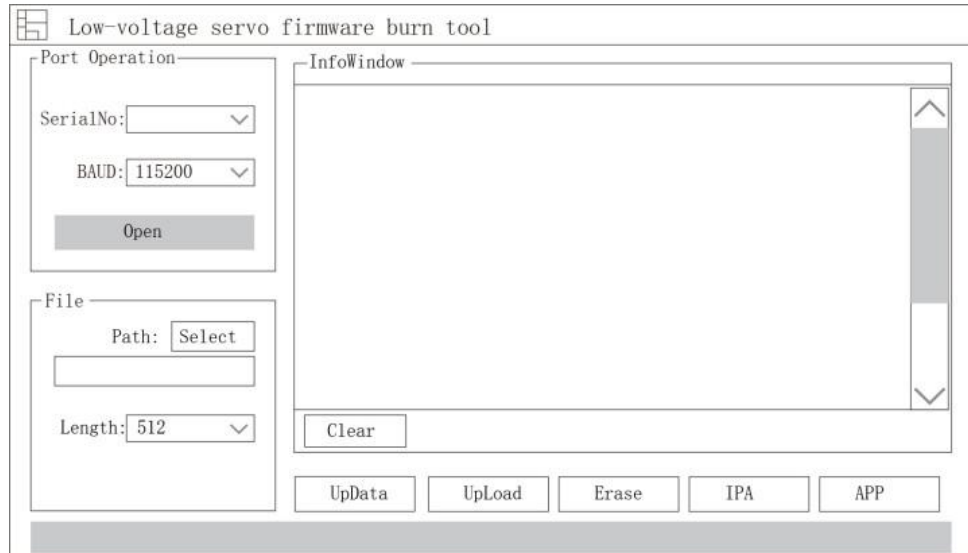 Low-voltage servo firmware burn tool
Port Operation
SerialNo:
BAUD: 115200
Open
File
Path: Select
Length: 512
InfoWindow
Clear
UpData UpLoad Erase IPA APP